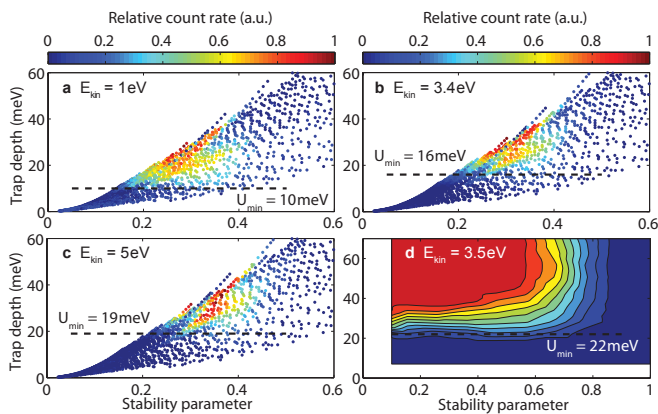 Relative count rate (a.u.) Relative count rate (a.u.)
0 0.2 0.4 0.6 0.8 1 0 0.2 0.4 0.6 0.8 1
a E_kin = 1eV
U_min = 10meV
Trap depth (meV)
60
40
20
0
0 0.2 0.4 0.6
b E_kin = 3.4eV
U_min = 16meV
60
40
20
0
0 0.2 0.4 0.6
c E_kin = 5eV
U_min = 19meV
Trap depth (meV)
60
40
20
0
0 0.2 0.4 0.6
Stability parameter
d E_kin = 3.5eV
U_min = 22meV
60
40
20
0
0 0.2 0.4 0.6 0.8 1
Stability parameter